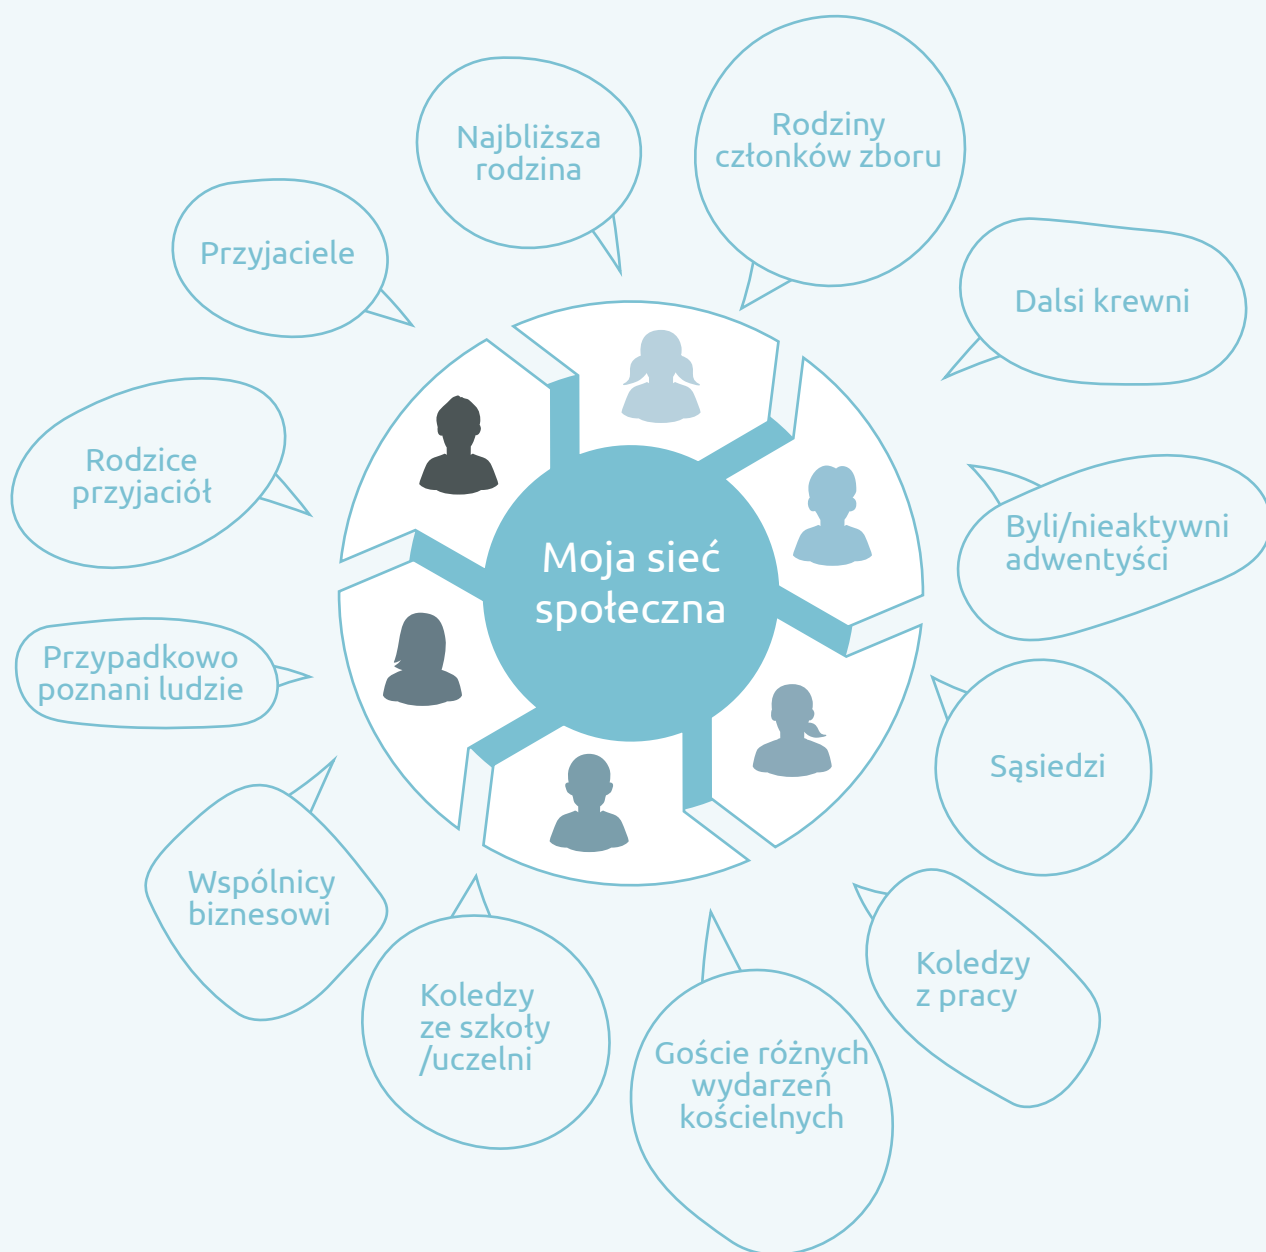 Najbliższa
rodzina
Rodziny
członków zboru
Przyjaciele
Dalsi krewni
Rodzice
przyjaciół
Byli/nieaktywni
adwentyści
Moja sieć
społeczna
Przypadkowo
poznani ludzie
Sąsiedzi
Wspólnicy
biznesowi
Koledzy
z pracy
Koledzy
ze szkoły
/uczelni
Goście różnych
wydarzeń
kościelnych